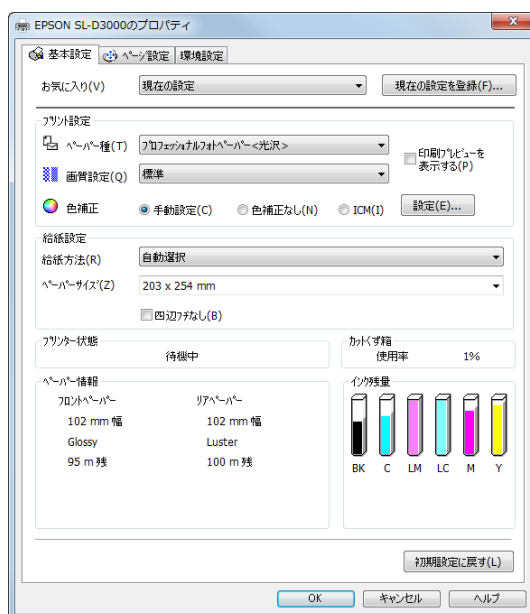 EPSON SL-D3000のプロパティ
基本設定 ページ設定 環境設定
お気に入り(V) 現在の設定 現在の設定を登録(F)...
プリント設定
ペーパー種(T) プロフェッショナルフォトペーパー<光沢>
印刷プレビューを
表示する(P)
画質設定(Q) 標準
色補正 手動設定(C) 色補正なし(N) ICM(I) 設定(E)...
給紙設定
給紙方法(R) 自動選択
ペーパーサイズ(Z) 203 x 254 mm
四辺フチなし(B)
プリンター状態
待機中
カットくず箱
使用率 1%
ペーパー情報
フロントペーパー リアペーパー
102 mm 幅 102 mm 幅
Glossy Luster
95 m 残 100 m 残
インク残量
BK C LM LC M Y
初期設定に戻す(L)
OK キャンセル ヘルプ